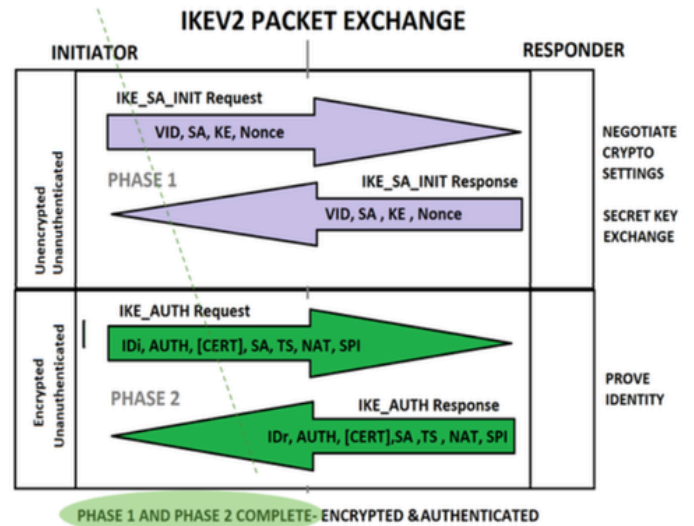 IKEV2 PACKET EXCHANGE
INITIATOR
RESPONDER
IKE_SA_INIT Request
VID, SA, KE, Nonce
PHASE 1
IKE_SA_INIT Response
VID, SA , KE , Nonce
Unencrypted
Unanuthenticated
NEGOTIATE
CRYPTO
SETTINGS
SECRET KEY
EXCHANGE
IKE_AUTH Request
IDi, AUTH, [CERT], SA, TS, NAT, SPI
PHASE 2
IKE_AUTH Response
IDr, AUTH, [CERT],SA ,TS , NAT, SPI
Encrypted
Unanuthenticated
PROVE
IDENTITY
PHASE 1 AND PHASE 2 COMPLETE- ENCRYPTED &AUTHENTICATED